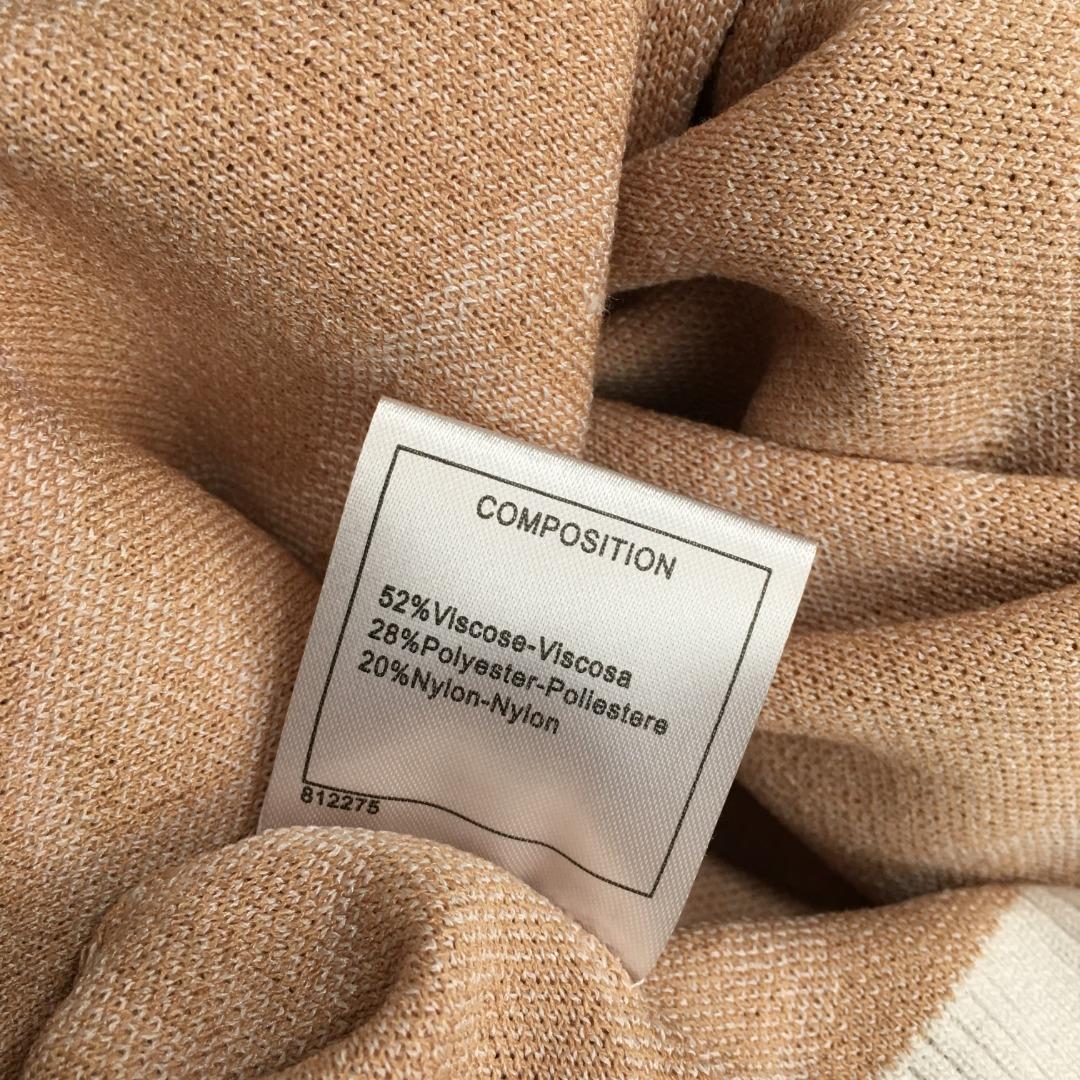 COMPOSITION
52%Viscose-Viscosa
28%Polyester-Poliestere
20%Nylon-Nylon
812275